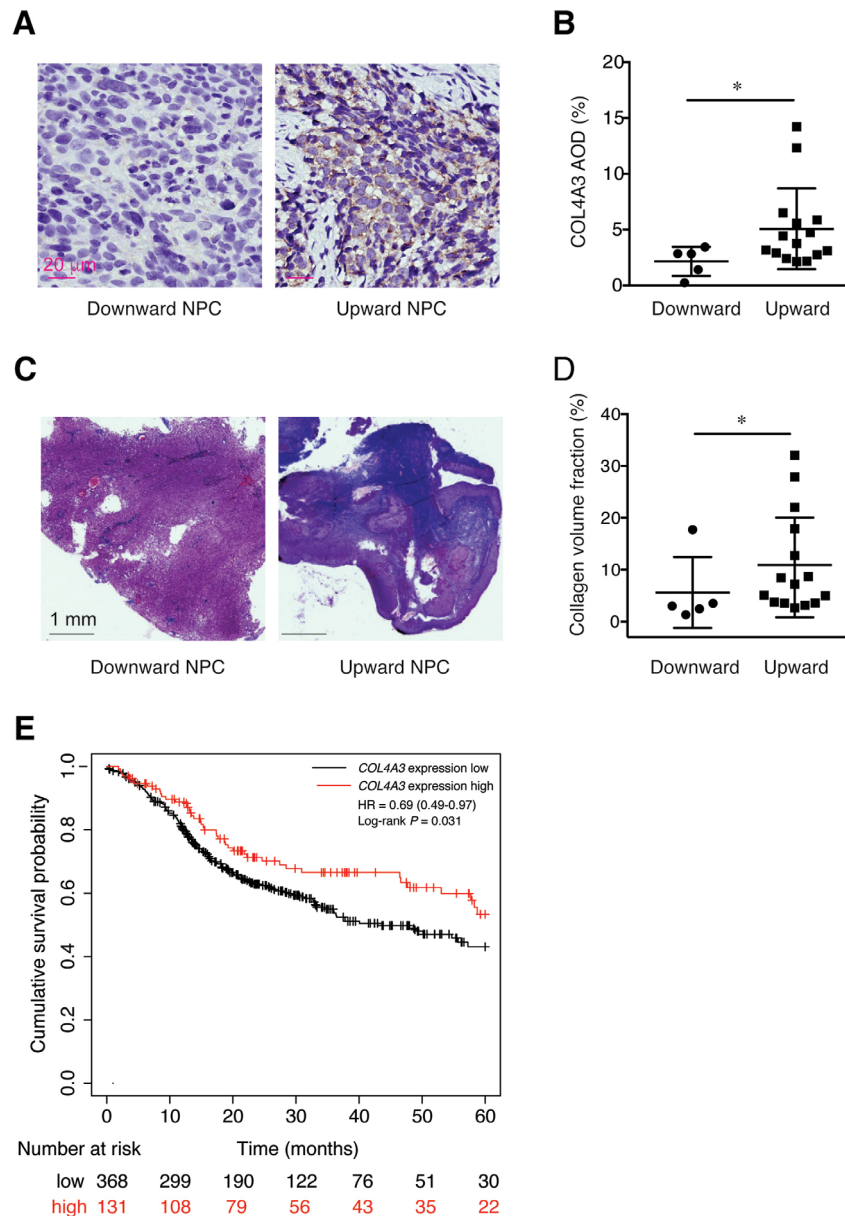 A
20 μm
Downward NPC
Upward NPC
B
COL4A3 AOD (%)
20
15
10
5
0
*
Downward
Upward
C
1 mm
Downward NPC
Upward NPC
D
Collagen volume fraction (%)
40
30
20
10
0
*
Downward
Upward
E
Cumulative survival probability
1.0
0.8
0.6
0.4
0.2
0.0
COL4A3 expression low
COL4A3 expression high
HR = 0.69 (0.49-0.97)
Log-rank P = 0.031
0 10 20 30 40 50 60
Number at risk Time (months)
low 368 299 190 122 76 51 30
high 131 108 79 56 43 35 22